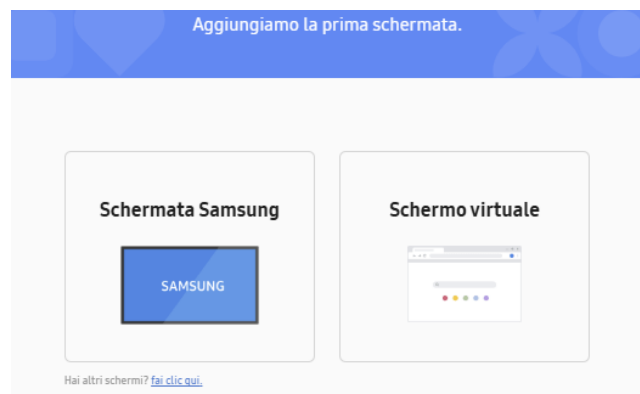 Aggiungiamo la prima schermata.
Schermata Samsung
Schermo virtuale
SAMSUNG
Hai altri schermi? fai clic qui.